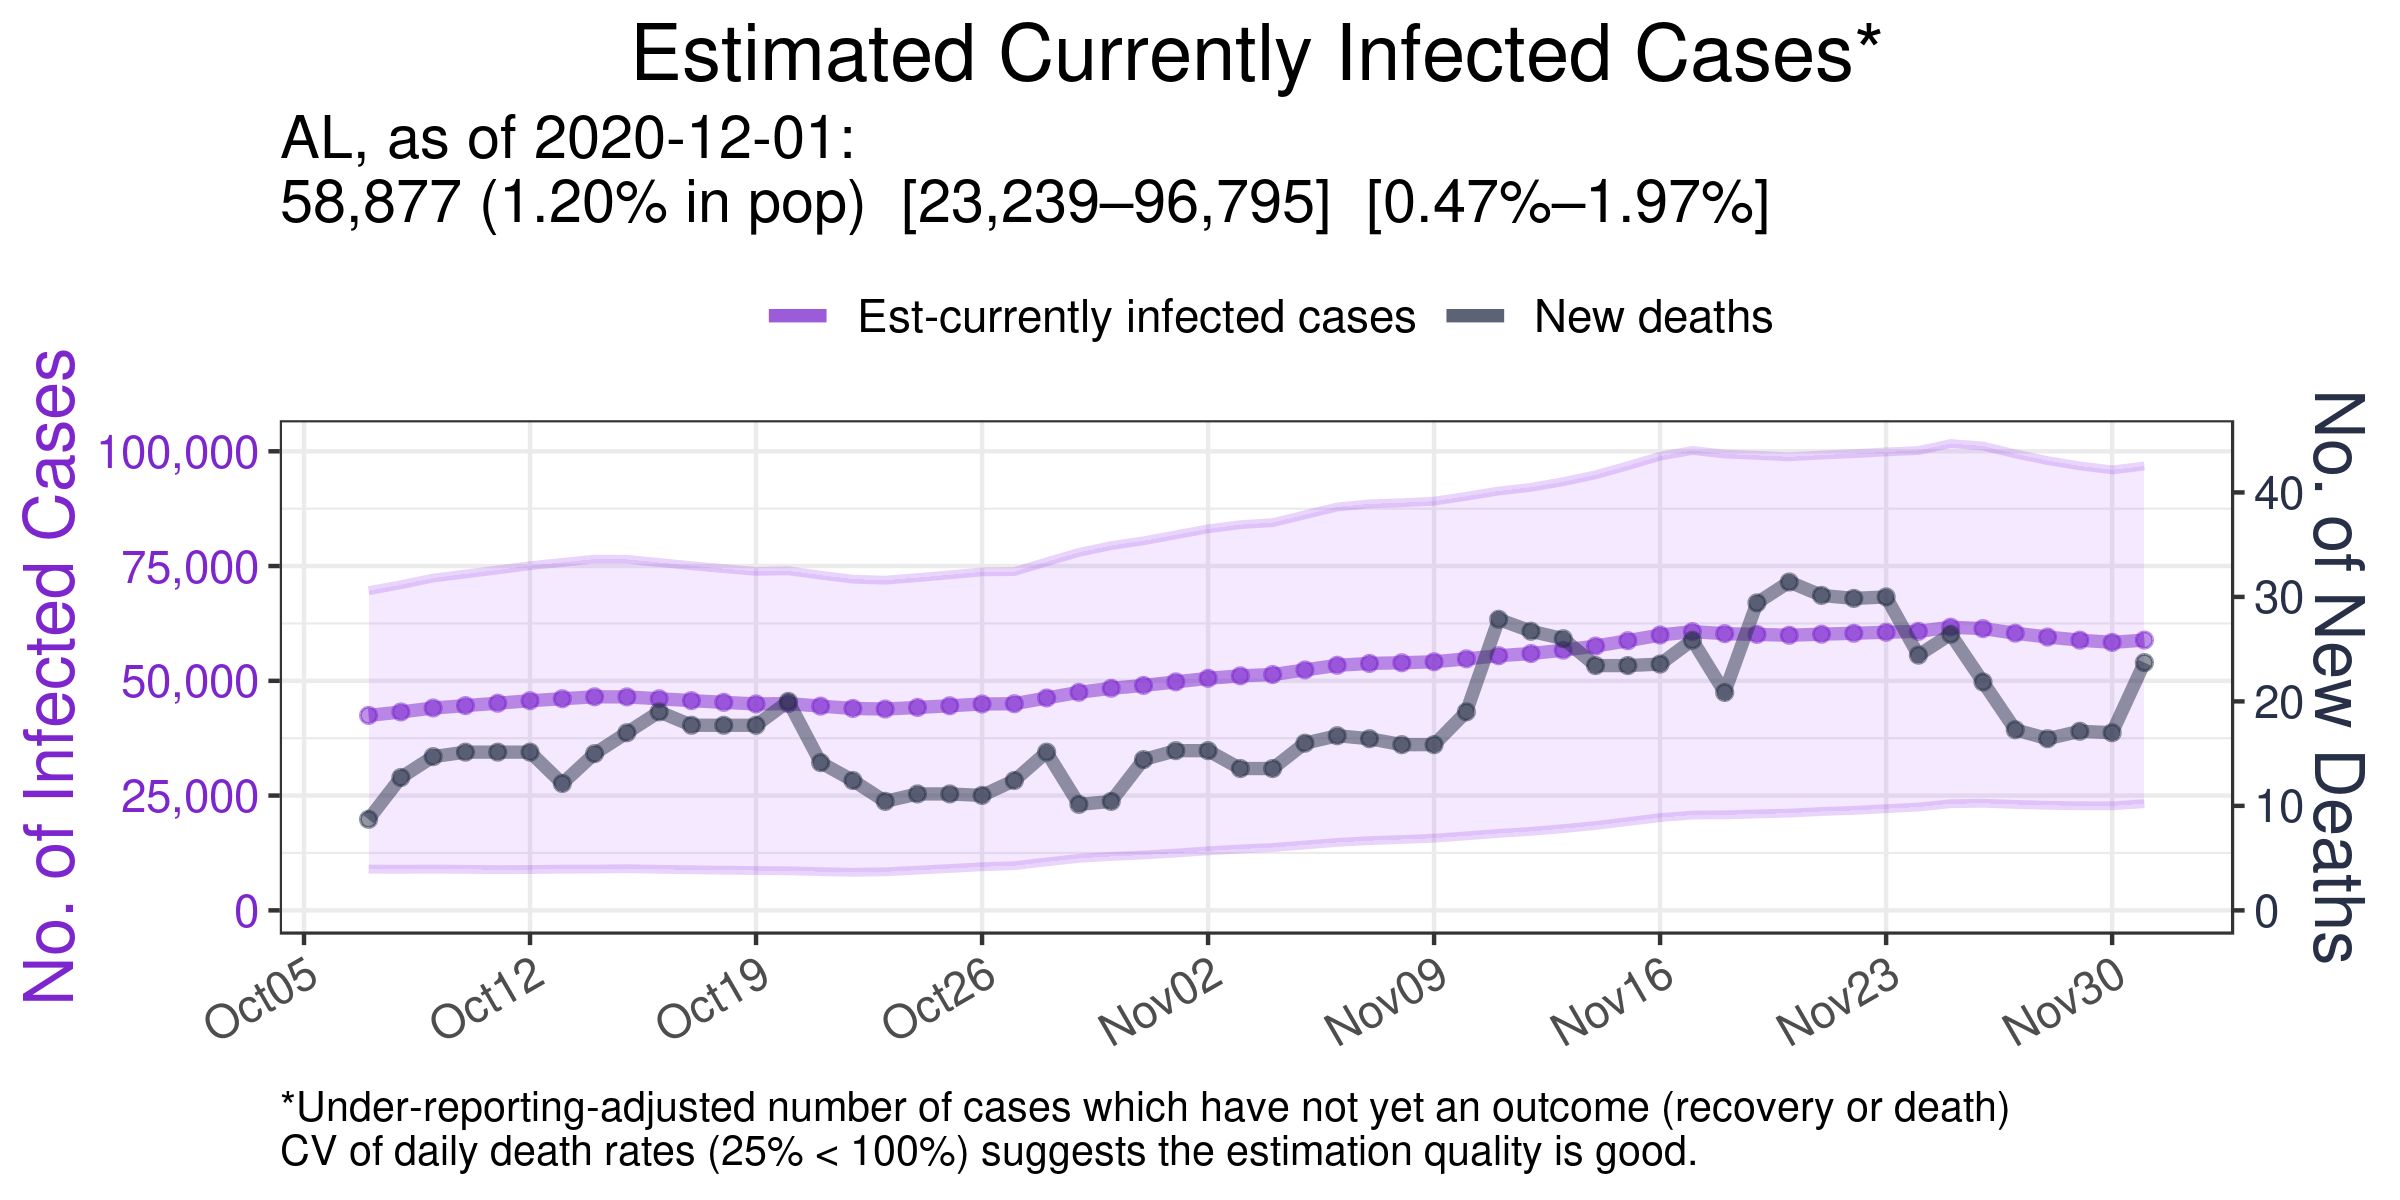 Estimated Currently Infected Cases*
AL, as of 2020-12-01:
58,877 (1.20% in pop) [23,239–96,795] [0.47%–1.97%]
Est-currently infected cases
New deaths
No. of Infected Cases
100,000
75,000
50,000
25,000
0
No. of New Deaths
40
30
20
10
0
Oct05
Oct12
Oct19
Oct26
Nov02
Nov09
Nov16
Nov23
Nov30
*Under-reporting-adjusted number of cases which have not yet an outcome (recovery or death)
CV of daily death rates (25% < 100%) suggests the estimation quality is good.